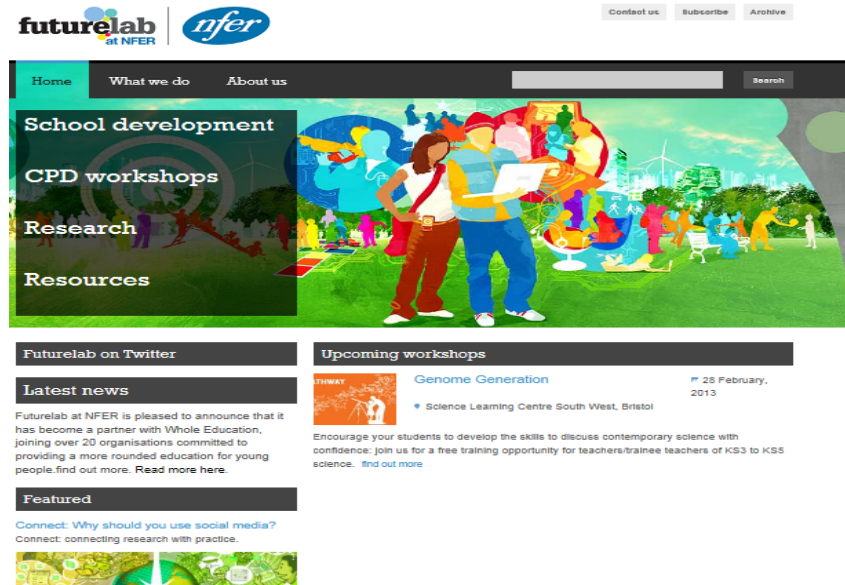 futurelab
at NFER
nfer
Contact us Subscribe Archive
Home What we do About us
Search
School development
CPD workshops
Research
Resources
Futurelab on Twitter
Latest news
Futurelab at NFER is pleased to announce that it
has become a partner with Whole Education,
joining over 20 organisations committed to
providing a more rounded education for young
people.find out more. Read more here.
Featured
Connect: Why should you use social media?
Connect: connecting research with practice.
Upcoming workshops
THWAY
Genome Generation
28 February,
2013
Science Learning Centre South West, Bristol
Encourage your students to develop the skills to discuss contemporary science with
confidence: join us for a free training opportunity for teachers/trainee teachers of KS3 to KS5
science. find out more